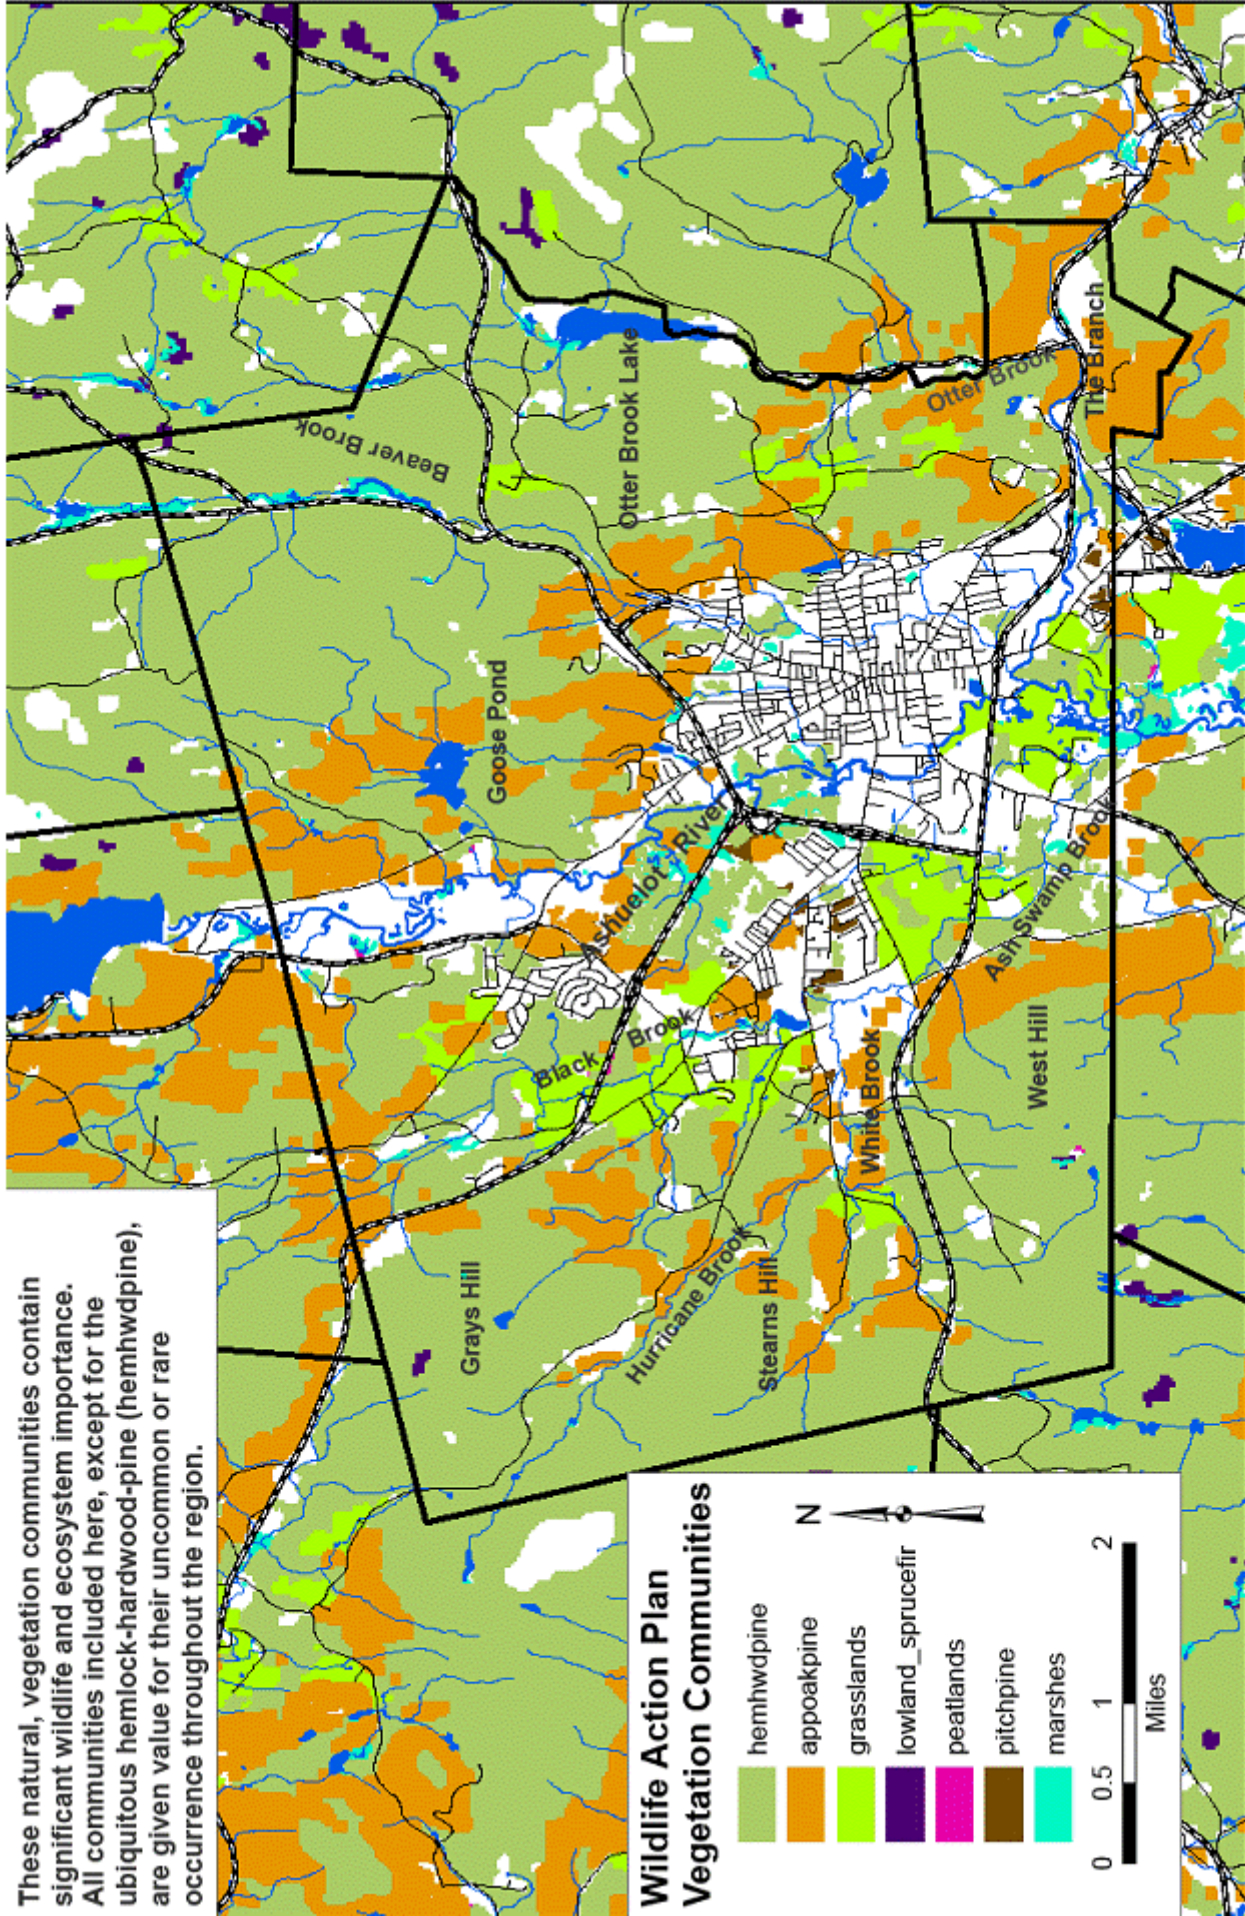 These natural, vegetation communities contain
significant wildlife and ecosystem importance.
All communities included here, except for the
ubiquitous hemlock-hardwood-pine (hemhwdpine),
are given value for their uncommon or rare
occurrence throughout the region.
Beaver Brook
Otter Brook Lake
Otter Brook
The Branch
Goose Pond
Ashuelot River
Ash Swamp Brook
Black Brook
West Hill
White Brook
Grays Hill
Hurricane Brook
Stearns Hill
Wildlife Action Plan
Vegetation Communities
hemhwdpine
appoakpine
grasslands
lowland_sprucefir
peatlands
pitchpine
marshes
N
0 0.5 1 2
Miles